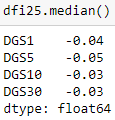 dfi25.median()
DGS1 -0.04
DGS5 -0.05
DGS10 -0.03
DGS30 -0.03
dtype: float64